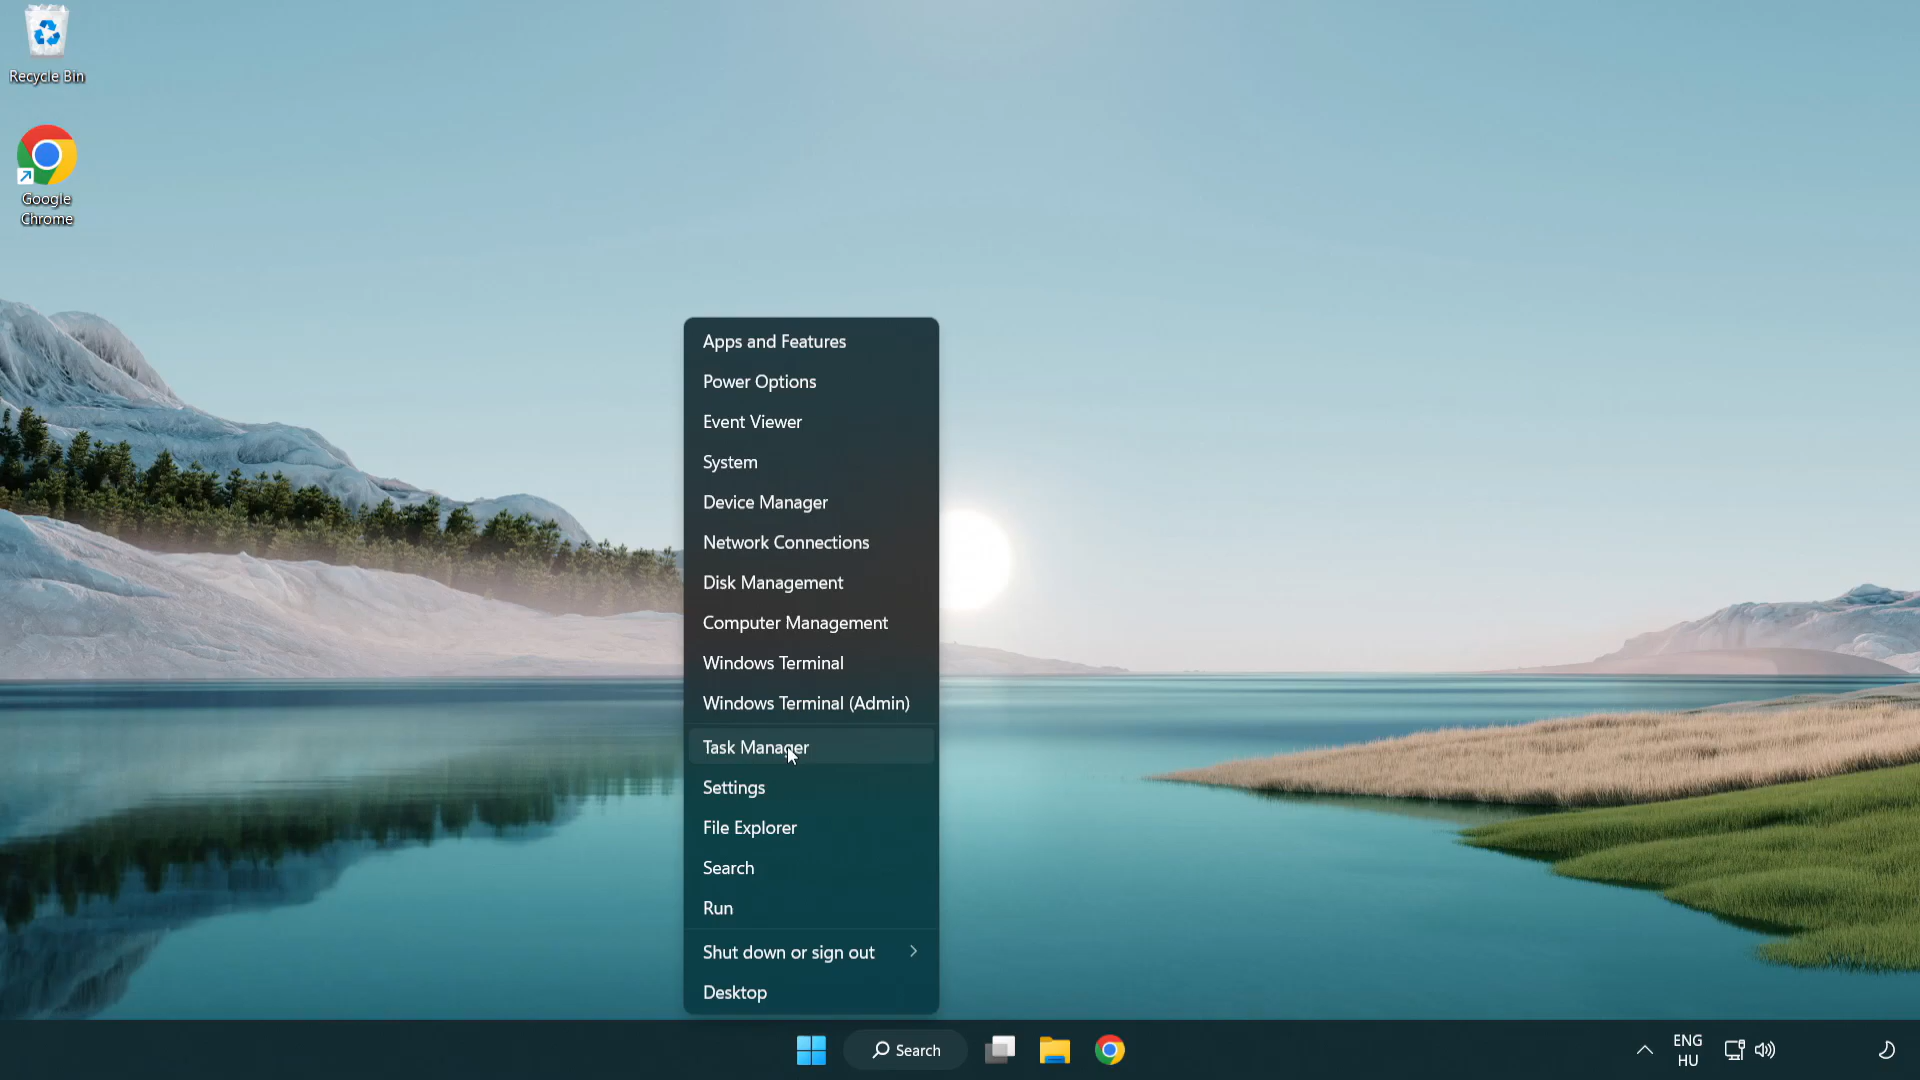 Recycle Bin
Google
Chrome
Apps and Features
Power Options
Event Viewer
System
Device Manager
Network Connections
Disk Management
Computer Management
Windows Terminal
Windows Terminal (Admin)
Task Manager
Settings
File Explorer
Search
Run
Shut down or sign out
Desktop
Search
ENG
HU